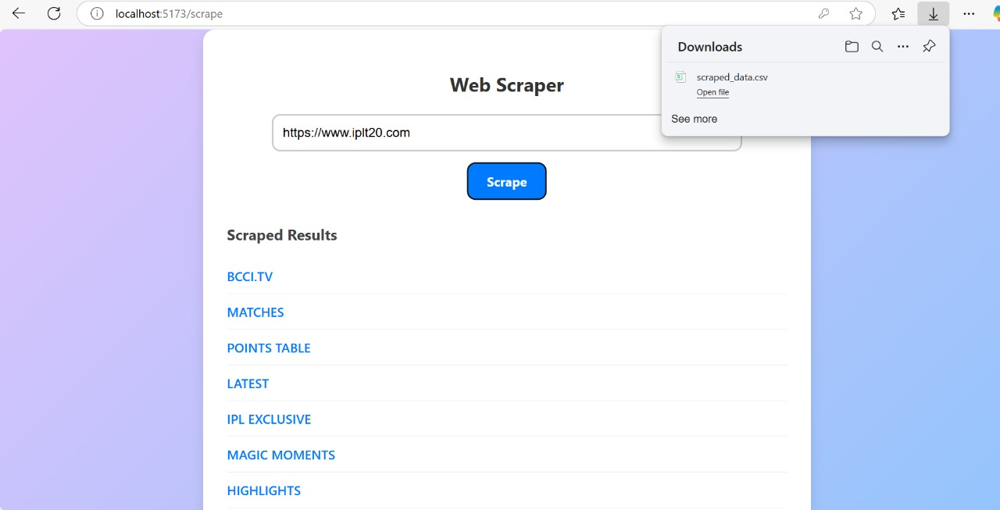 localhost:5173/scrape
Downloads
scraped_data.csv
Open file
See more
Web Scraper
https://www.iplt20.com
Scrape
Scraped Results
BCCI.TV
MATCHES
POINTS TABLE
LATEST
IPL EXCLUSIVE
MAGIC MOMENTS
HIGHLIGHTS